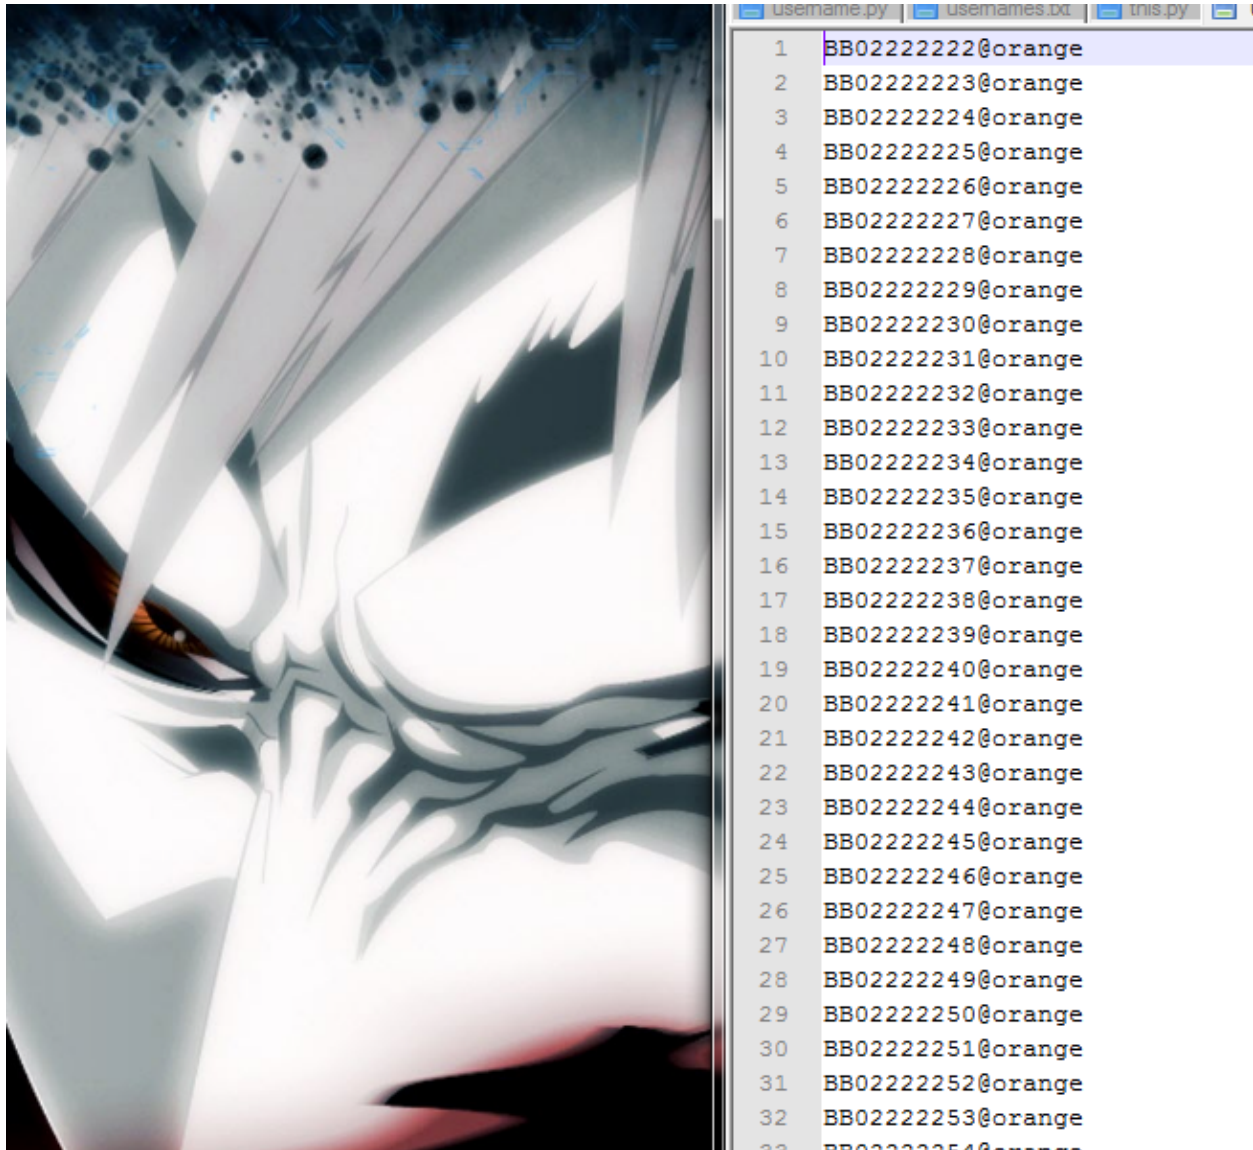 username.py usernames.txt this.py
1 BB02222222@orange
2 BB02222223@orange
3 BB02222224@orange
4 BB02222225@orange
5 BB02222226@orange
6 BB02222227@orange
7 BB02222228@orange
8 BB02222229@orange
9 BB02222230@orange
10 BB02222231@orange
11 BB02222232@orange
12 BB02222233@orange
13 BB02222234@orange
14 BB02222235@orange
15 BB02222236@orange
16 BB02222237@orange
17 BB02222238@orange
18 BB02222239@orange
19 BB02222240@orange
20 BB02222241@orange
21 BB02222242@orange
22 BB02222243@orange
23 BB02222244@orange
24 BB02222245@orange
25 BB02222246@orange
26 BB02222247@orange
27 BB02222248@orange
28 BB02222249@orange
29 BB02222250@orange
30 BB02222251@orange
31 BB02222252@orange
32 BB02222253@orange